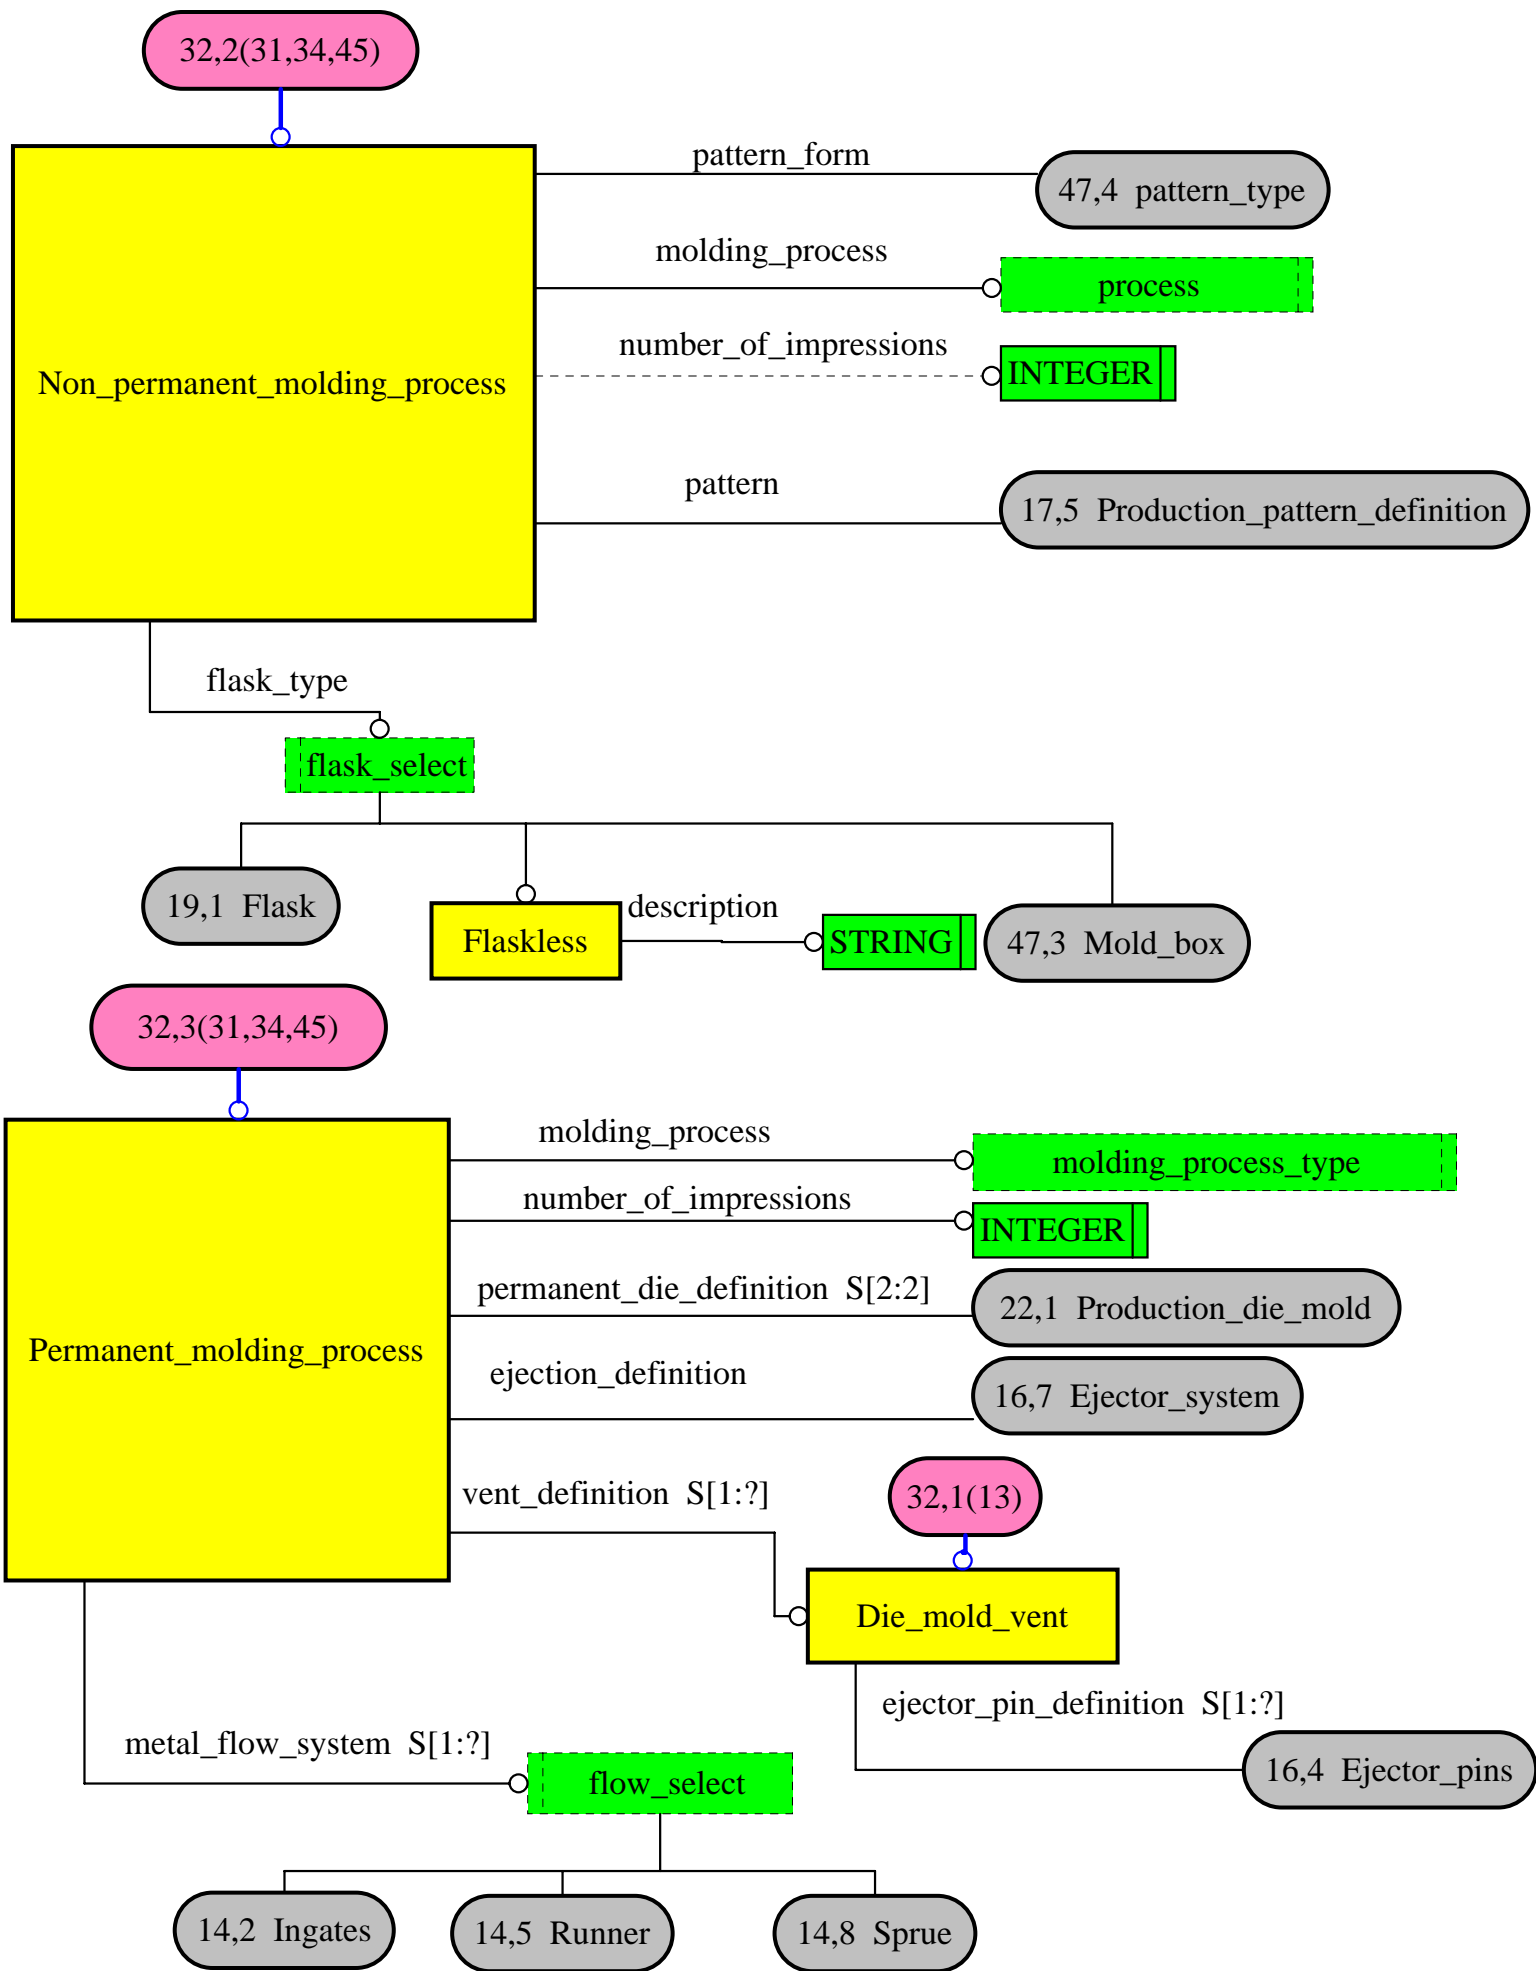 32,2(31,34,45)
pattern_form
47,4 pattern_type
molding_process
process
number_of_impressions
INTEGER
Non_permanent_molding_process
pattern
17,5 Production_pattern_definition
flask_type
flask_select
19,1 Flask
Flaskless
description
STRING
47,3 Mold_box
32,3(31,34,45)
molding_process
molding_process_type
number_of_impressions
INTEGER
permanent_die_definition S[2:2]
22,1 Production_die_mold
Permanent_molding_process
ejection_definition
16,7 Ejector_system
vent_definition S[1:?]
32,1(13)
Die_mold_vent
ejector_pin_definition S[1:?]
16,4 Ejector_pins
metal_flow_system S[1:?]
flow_select
14,2 Ingates
14,5 Runner
14,8 Sprue